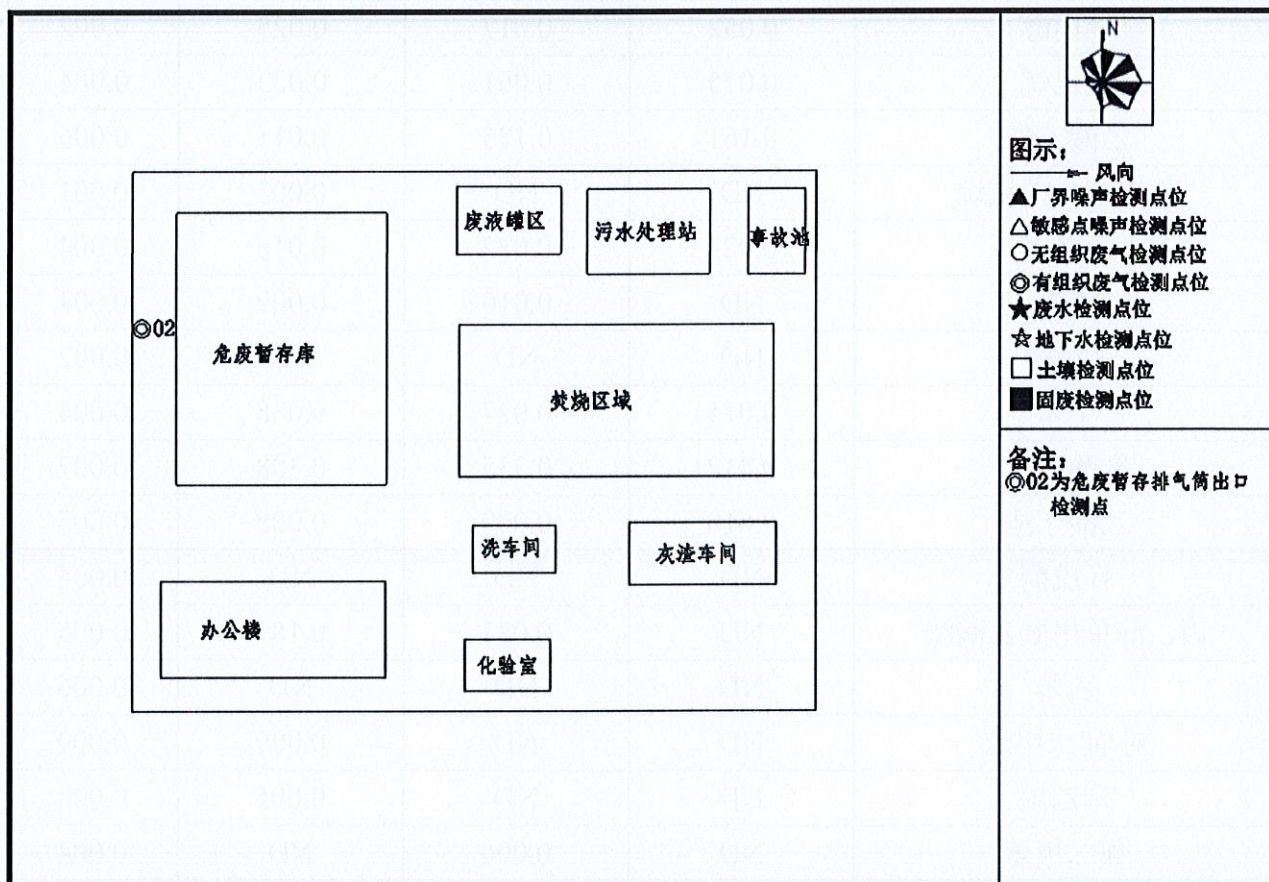 N
图示：
风向
▲厂界噪声检测点位
△敏感点噪声检测点位
○无组织废气检测点位
◎有组织废气检测点位
★废水检测点位
☆地下水检测点位
□土壤检测点位
■固废检测点位
备注：
◎02为危废暂存排气筒出口
检测点
废液罐区
污水处理站
事故池
◎02
危废暂存库
焚烧区域
洗车间
灰渣车间
办公楼
化验室